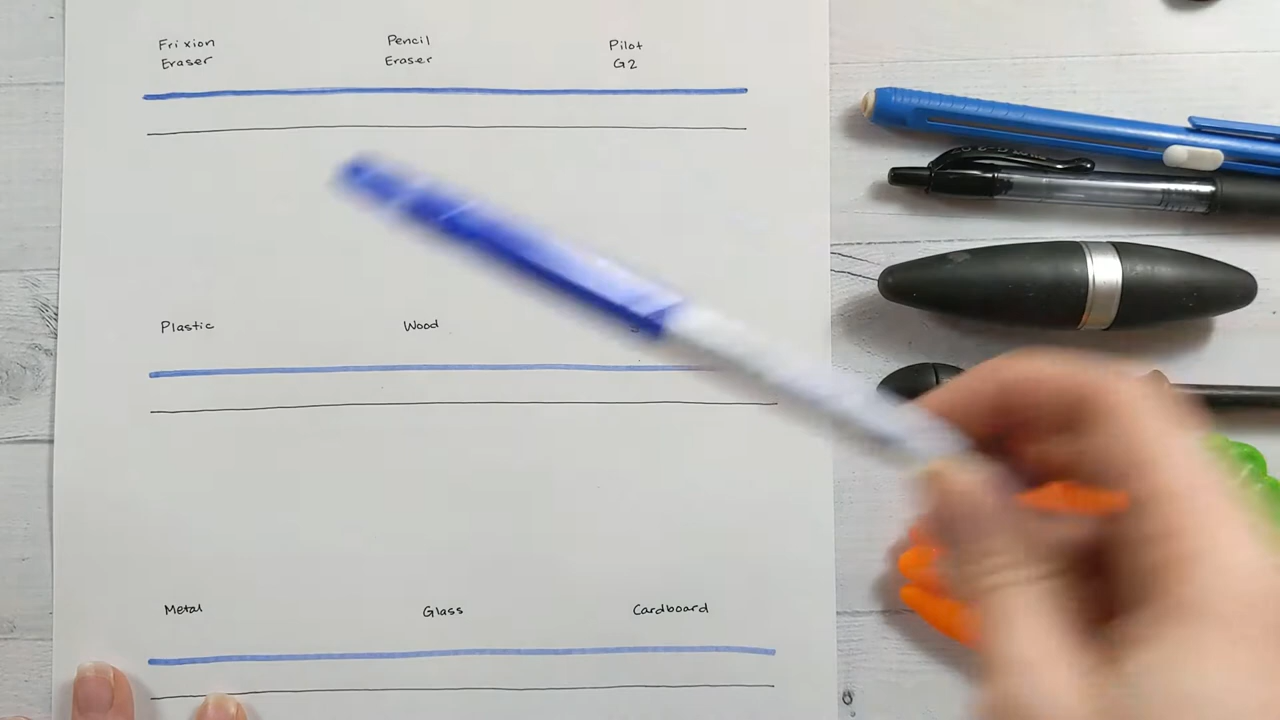 Frixion Pencil Pilot
Eraser Eraser G2
Plastic Wood
Metal Glass Cardboard